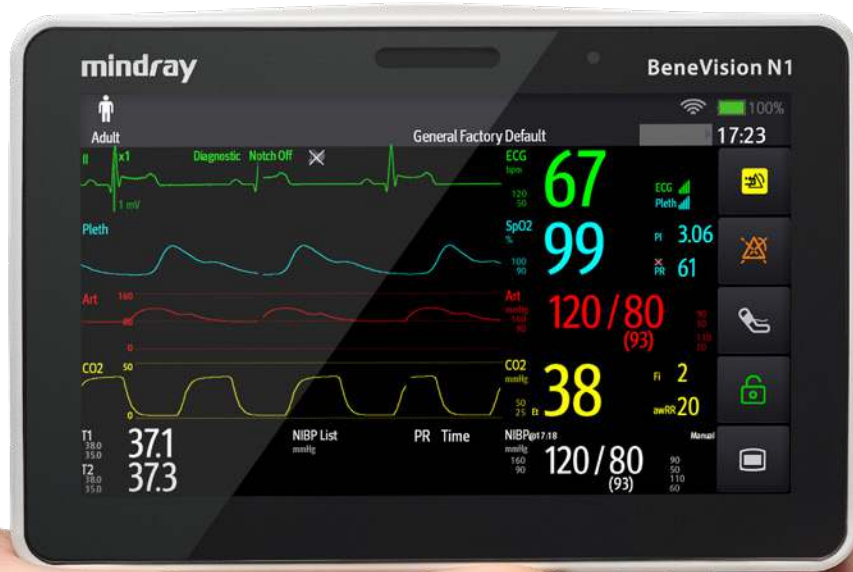 mindray
BeneVision N1
100%
Adult
General Factory Default
17:23
II x1 Diagnostic Notch Off
1 mV
ECG
bpm
120
50
67
ECG
Pleth
Pleth
SpO2
%
100
90
99
PI 3.06
PR 61
Art 160
80
0
Art
mmHg
160
90
120/80
(93)
90
50
110
CO2 50
0
CO2
mmHg
50
25
Et
38
Fi 2
awRR 20
T1
38.0
35.0
37.1
T2
38.0
35.0
37.3
NIBP List
mmHg
PR Time
NIBP@17:18
Manual
mmHg
160
90
120/80
(93)
90
50
110
60